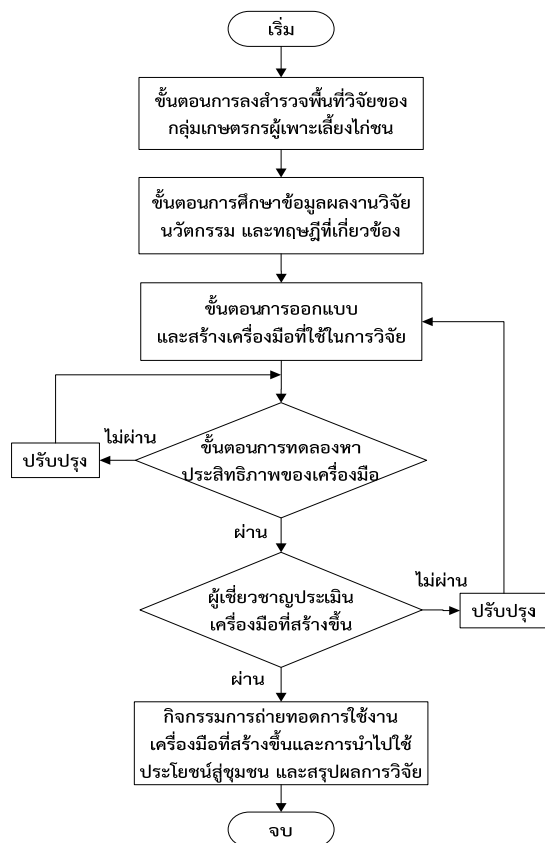 เริ่ม
ขั้นตอนการลงสำรวจพื้นที่วิจัยของ
กลุ่มเกษตรกรผู้เพาะเลี้ยงไก่ชน
ขั้นตอนการศึกษาข้อมูลผลงานวิจัย
นวัตกรรม และทฤษฎีที่เกี่ยวข้อง
ขั้นตอนการออกแบบ
และสร้างเครื่องมือที่ใช้ในการวิจัย
ไม่ผ่าน
ปรับปรุง
ขั้นตอนการทดลองหา
ประสิทธิภาพของเครื่องมือ
ผ่าน
ผู้เชี่ยวชาญประเมิน
เครื่องมือที่สร้างขึ้น
ไม่ผ่าน
ปรับปรุง
ผ่าน
กิจกรรมการถ่ายทอดการใช้งาน
เครื่องมือที่สร้างขึ้นและการนำไปใช้
ประโยชน์สู่ชุมชน และสรุปผลการวิจัย
จบ